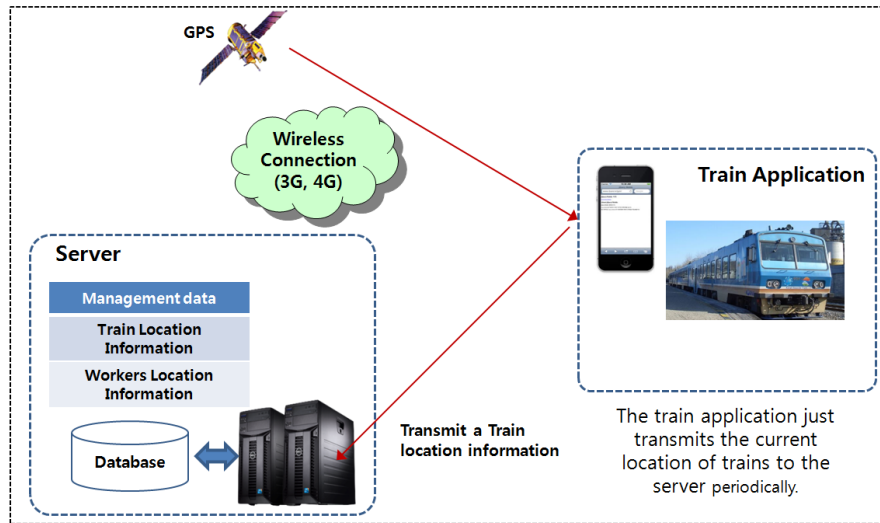 GPS
Wireless
Connection
(3G, 4G)
Train Application
Server
Management data
Train Location
Information
Workers Location
Information
Database
Transmit a Train
location information
The train application just
transmits the current
location of trains to the
server periodically.